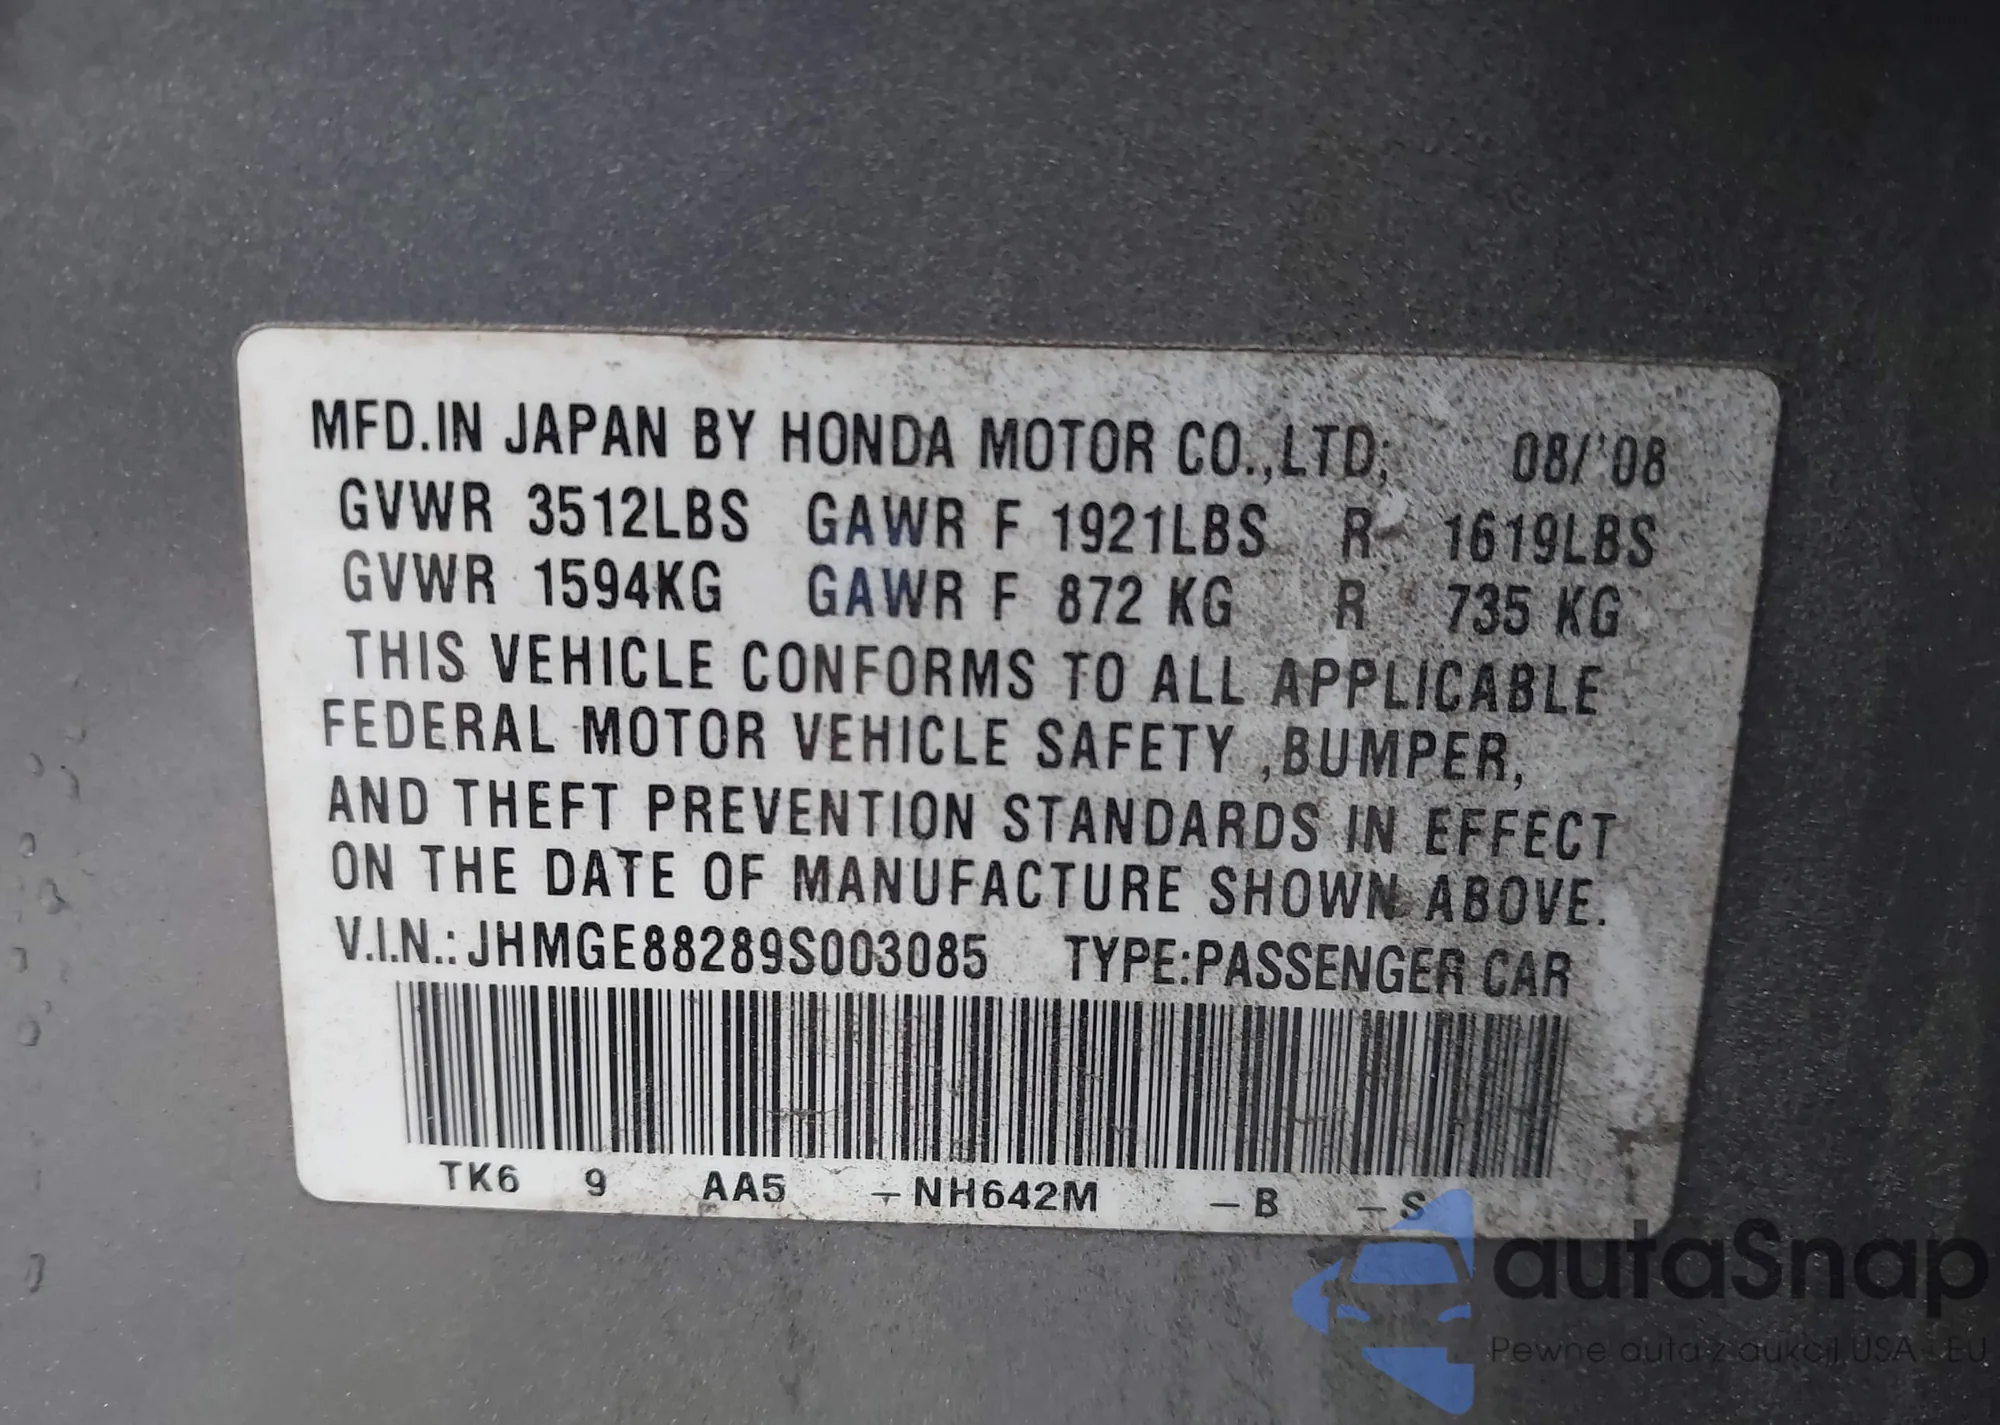 MFD.IN JAPAN BY HONDA MOTOR CO.,LTD; 08/'08
GVWR 3512LBS GAWR F 1921LBS R 1619LBS
GVWR 1594KG GAWR F 872 KG R 735 KG
THIS VEHICLE CONFORMS TO ALL APPLICABLE
FEDERAL MOTOR VEHICLE SAFETY ,BUMPER,
AND THEFT PREVENTION STANDARDS IN EFFECT
ON THE DATE OF MANUFACTURE SHOWN ABOVE.
V.I.N.: JHMGE88289S003085 TYPE:PASSENGER CAR
TK6 9 AA5 -NH642M -B -S
autaSnap
Pewne auta z aukcji USA - EU